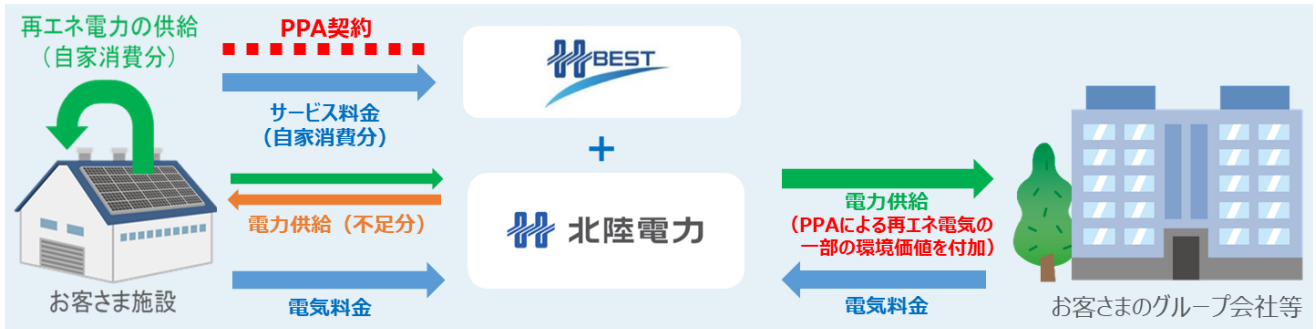 再エネ電力の供給
（自家消費分）
PPA契約
サービス料金
（自家消費分）
BEST
+
北陸電力
電力供給（不足分）
電気料金
お客さま施設
電力供給
（PPAによる再エネ電気の
一部の環境価値を付加）
電気料金
お客さまのグループ会社等